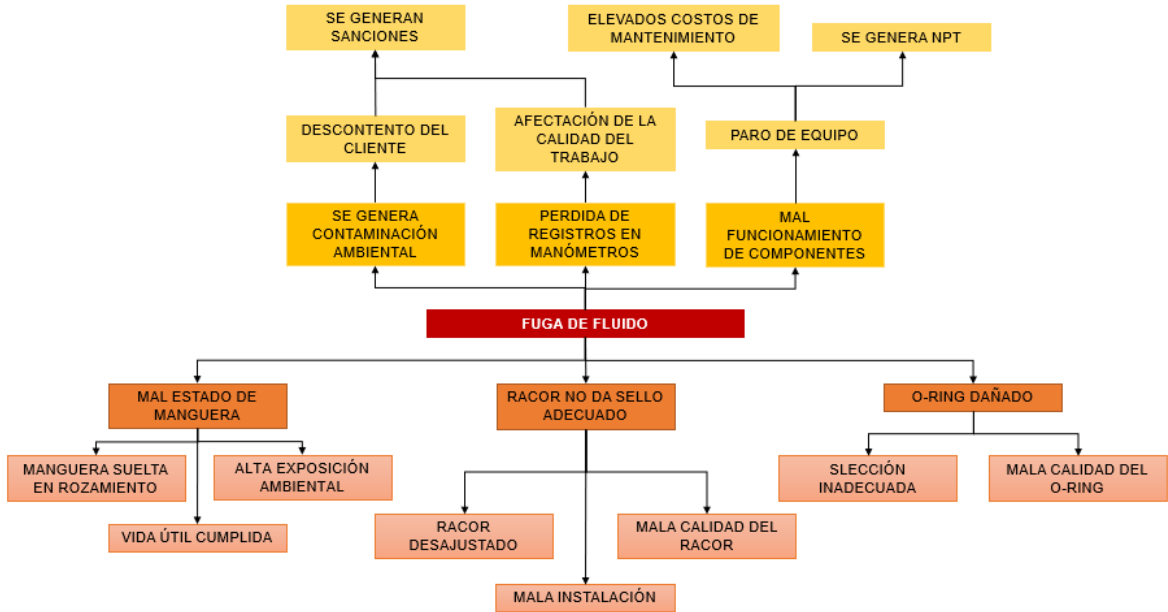 SE GENERAN
SANCIONES
ELEVADOS COSTOS DE
MANTENIMIENTO
SE GENERA NPT
DESCONTENTO DEL
CLIENTE
AFECTACIÓN DE LA
CALIDAD DEL
TRABAJO
PARO DE EQUIPO
SE GENERA
CONTAMINACIÓN
AMBIENTAL
PERDIDA DE
REGISTROS EN
MANÓMETROS
MAL
FUNCIONAMIENTO
DE COMPONENTES
FUGA DE FLUIDO
MAL ESTADO DE
MANGUERA
RACOR NO DA SELLO
ADECUADO
O-RING DAÑADO
MANGUERA SUELTA
EN ROZAMIENTO
ALTA EXPOSICIÓN
AMBIENTAL
SLECCIÓN
INADECUADA
MALA CALIDAD DEL
O-RING
VIDA ÚTIL CUMPLIDA
RACOR
DESAJUSTADO
MALA CALIDAD DEL
RACOR
MALA INSTALACIÓN